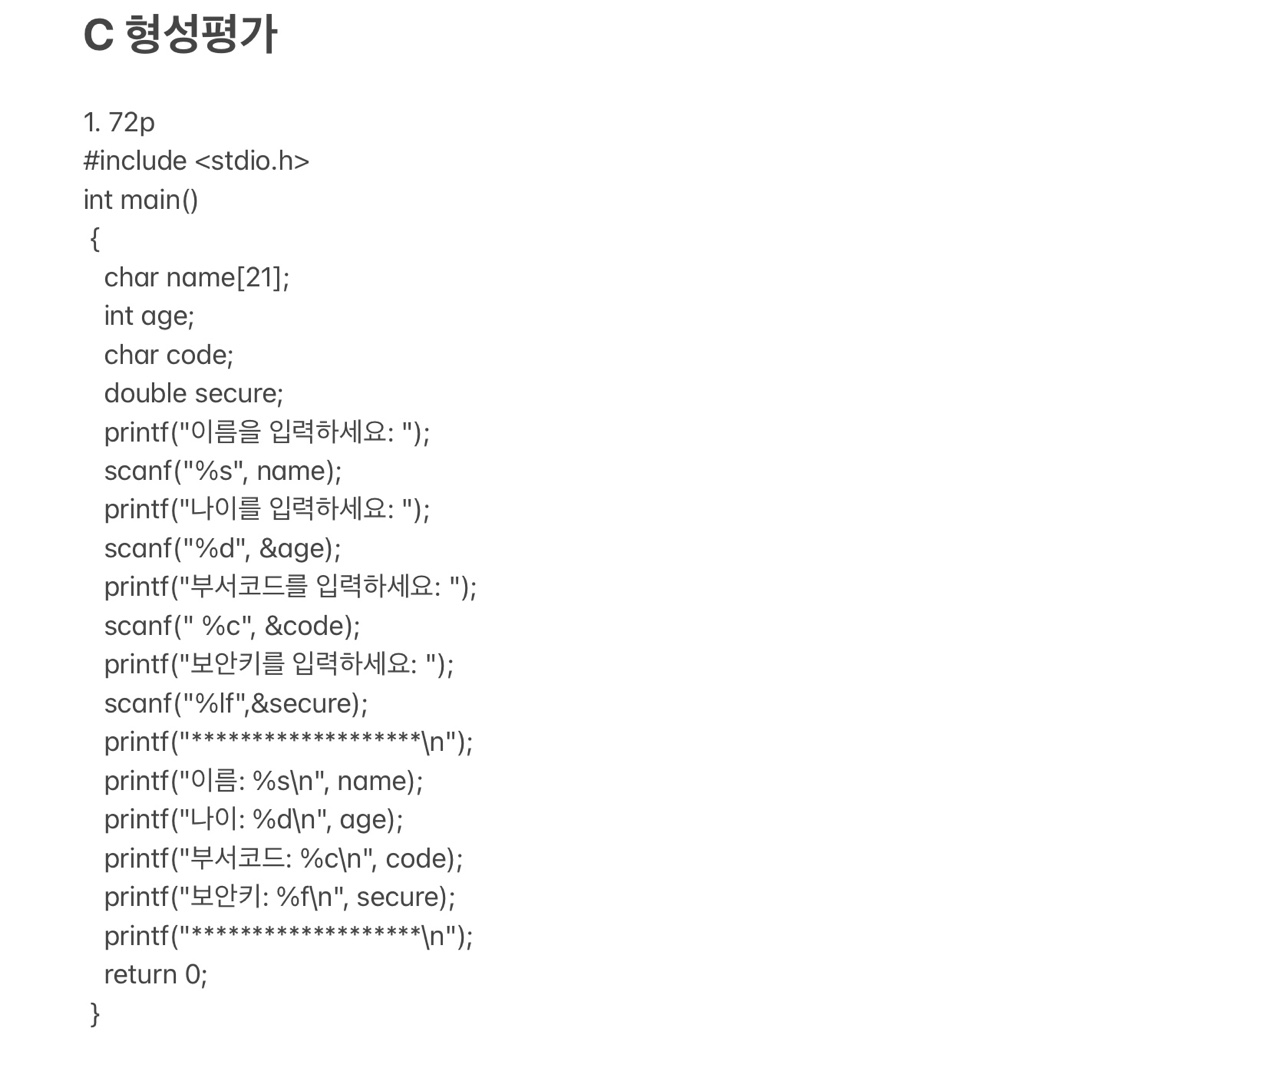 C 형성평가
1. 72p
#include <stdio.h>
int main()
{
char name[21];
int age;
char code;
double secure;
printf("이름을 입력하세요: ");
scanf("%s", name);
printf("나이를 입력하세요: ");
scanf("%d", &age);
printf("부서코드를 입력하세요: ");
scanf(" %c", &code);
printf("보안키를 입력하세요: ");
scanf("%lf",&secure);
printf("*******************\n");
printf("이름: %s\n", name);
printf("나이: %d\n", age);
printf("부서코드: %c\n", code);
printf("보안키: %f\n", secure);
printf("*******************\n");
return 0;
}